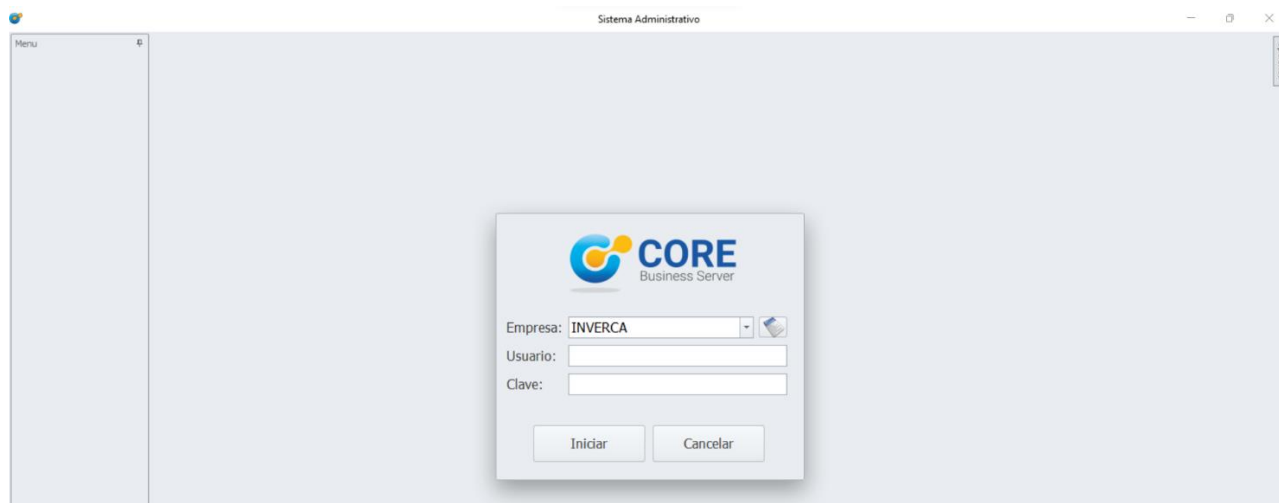 Sistema Administrativo
Menu
CORE
Business Server
Empresa: INVERCA
Usuario:
Clave:
Iniciar Cancelar